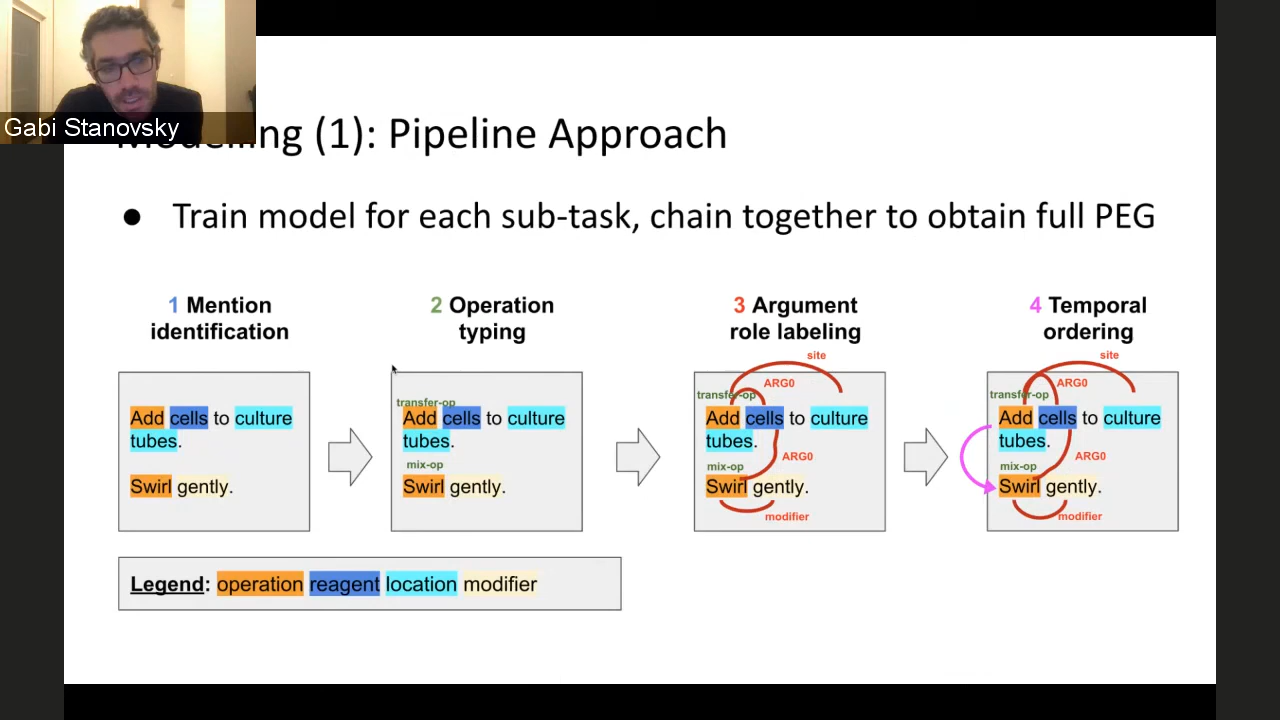 Gabi Stanovsky
Modelling (1): Pipeline Approach
● Train model for each sub-task, chain together to obtain full PEG
1 Mention
identification
2 Operation
typing
3 Argument
role labeling
4 Temporal
ordering
Add cells to culture
tubes.
Swirl gently.
transfer-op
Add cells to culture
tubes.
mix-op
Swirl gently.
site
ARG0
transfer-op
Add cells to culture
tubes.
ARG0
mix-op
Swirl gently.
modifier
site
ARG0
transfer-op
Add cells to culture
tubes.
ARG0
mix-op
Swirl gently.
modifier
Legend: operation reagent location modifier